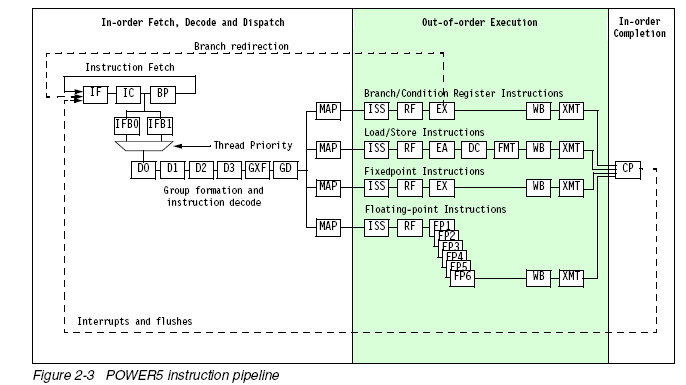 In-order Fetch, Decode and Dispatch
Out-of-order Execution
In-order
Completion
Branch redirection
Instruction Fetch
IF IC BP
IFB0 IFB1
Thread Priority
D0 D1 D2 D3 GXF GD
Group formation and
instruction decode
Branch/Condition Register Instructions
MAP ISS RF EX WB XMT
Load/Store Instructions
MAP ISS RF EA DC FMT WB XMT
CP
Fixedpoint Instructions
MAP ISS RF EX WB XMT
Floating-point Instructions
MAP ISS RF FP1
FP2
FP3
FP4
FP5
FP6 WB XMT
Interrupts and flushes
Figure 2-3 POWER5 instruction pipeline